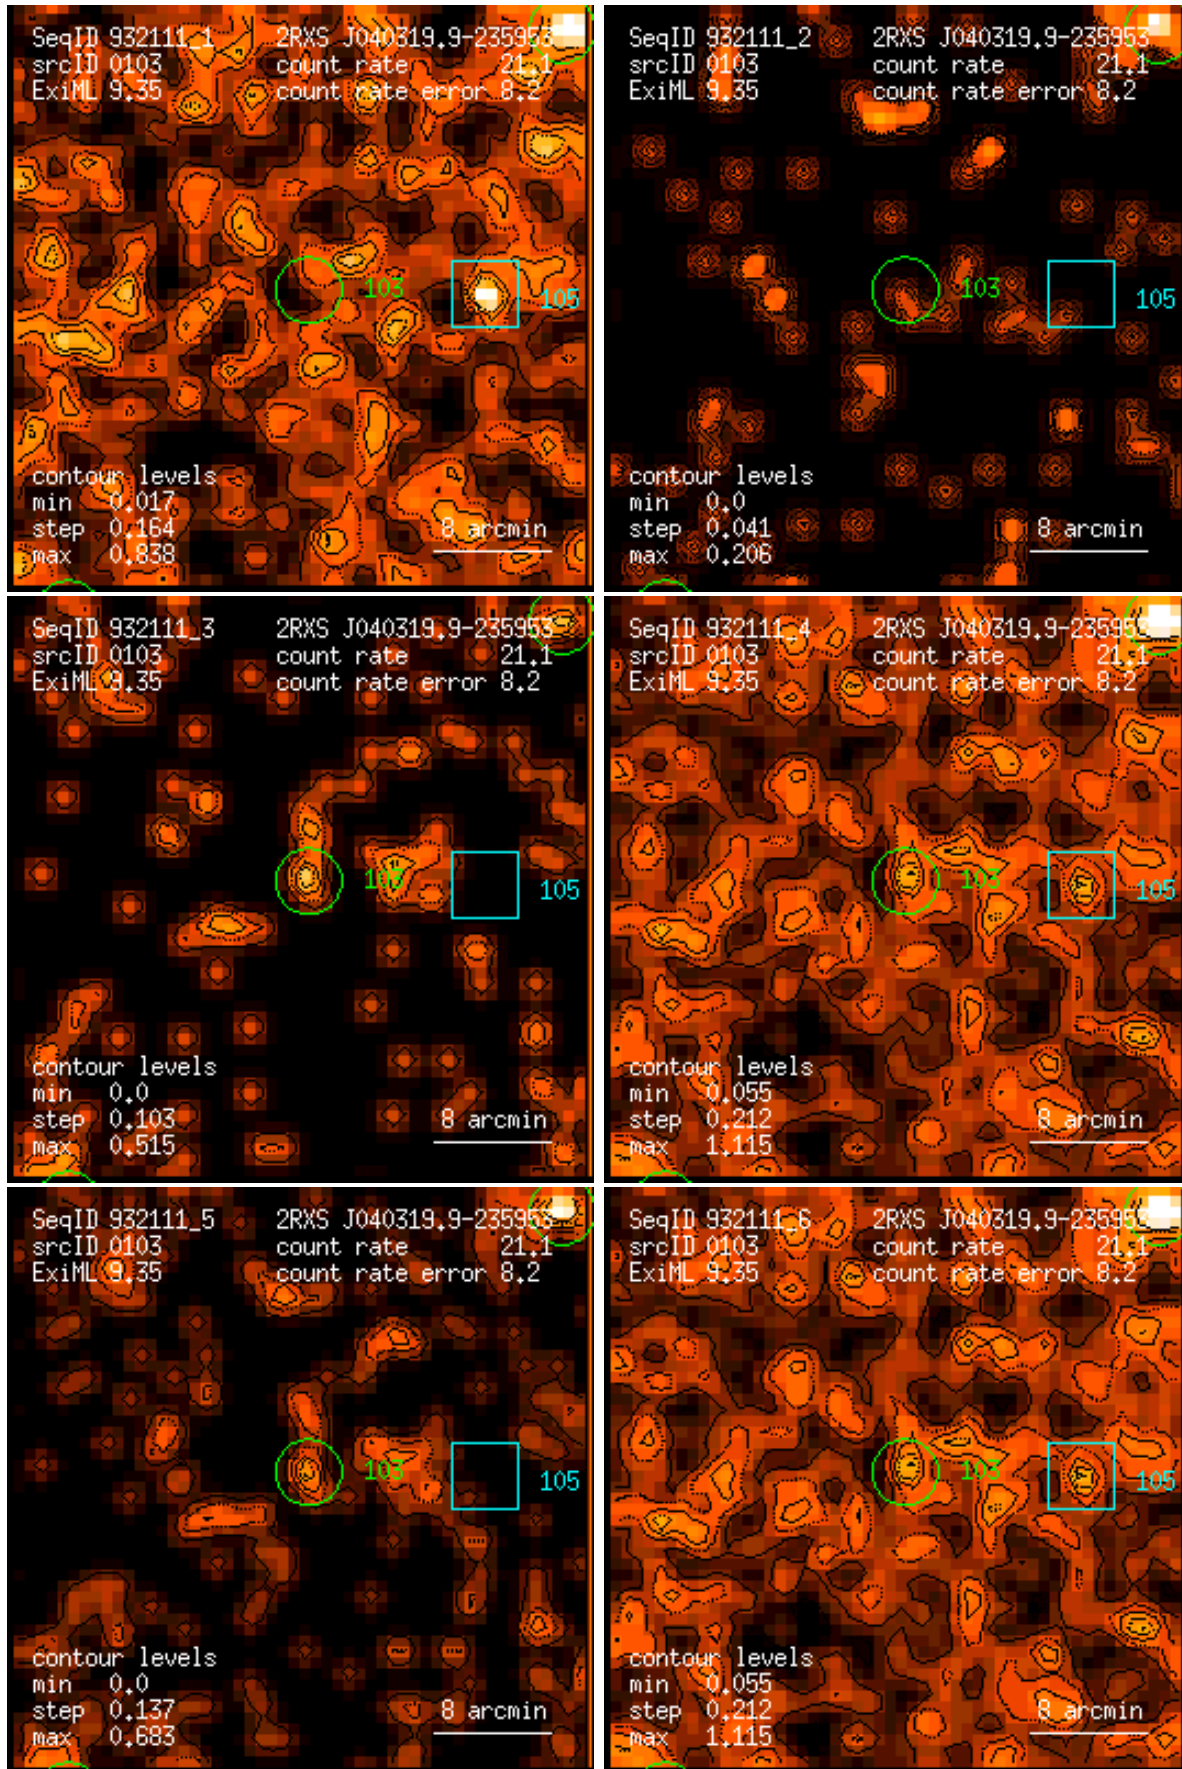 SeqID 932111_1 2RXS J040319.9-235953
srcID 0103 count rate 21.1
ExiML 9.35 count rate error 8.2
103
105
contour levels
min 0.017
step 0.164
max 0.838
8 arcmin
SeqID 932111_2 2RXS J040319.9-235953
srcID 0103 count rate 21.1
ExiML 9.35 count rate error 8.2
103
105
contour levels
min 0.0
step 0.041
max 0.206
8 arcmin
SeqID 932111_3 2RXS J040319.9-235953
srcID 0103 count rate 21.1
ExiML 9.35 count rate error 8.2
103
105
contour levels
min 0.0
step 0.103
max 0.515
8 arcmin
SeqID 932111_4 2RXS J040319.9-235953
srcID 0103 count rate 21.1
ExiML 9.35 count rate error 8.2
103
105
contour levels
min 0.055
step 0.212
max 1.115
8 arcmin
SeqID 932111_5 2RXS J040319.9-235953
srcID 0103 count rate 21.1
ExiML 9.35 count rate error 8.2
103
105
contour levels
min 0.0
step 0.137
max 0.683
8 arcmin
SeqID 932111_6 2RXS J040319.9-235953
srcID 0103 count rate 21.1
ExiML 9.35 count rate error 8.2
103
105
contour levels
min 0.055
step 0.212
max 1.115
8 arcmin